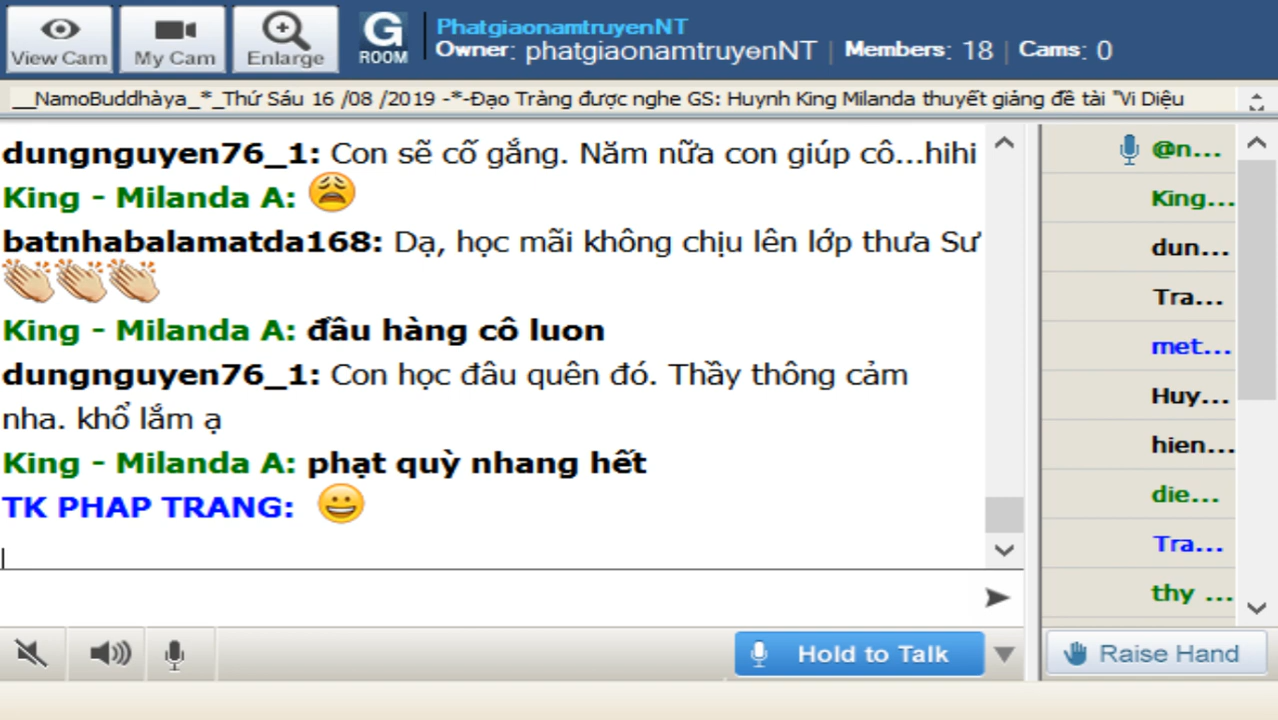 View Cam
My Cam
Enlarge
G
ROOM
PhatgiaonamtruyenNT
Owner: phatgiaonamtruyenNT | Members: 18 | Cams: 0
__NamoBuddhàya_*_Thứ Sáu 16 /08 /2019 -*-Đạo Tràng được nghe GS: Huynh King Milanda thuyết giảng đề tài "Vi Diệu
dungnguyen76_1: Con sẽ cố gắng. Năm nữa con giúp cô...hihi
King - Milanda A:
batnhabalamatda168: Dạ, học mãi không chịu lên lớp thưa Sư
King - Milanda A: đầu hàng cô luon
dungnguyen76_1: Con học đâu quên đó. Thầy thông cảm
nha. khổ lắm ạ
King - Milanda A: phạt quỳ nhang hết
TK PHAP TRANG:
@n...
King...
dun...
Tra...
met...
Huy...
hien...
die...
Tra...
thy ...
Hold to Talk
Raise Hand